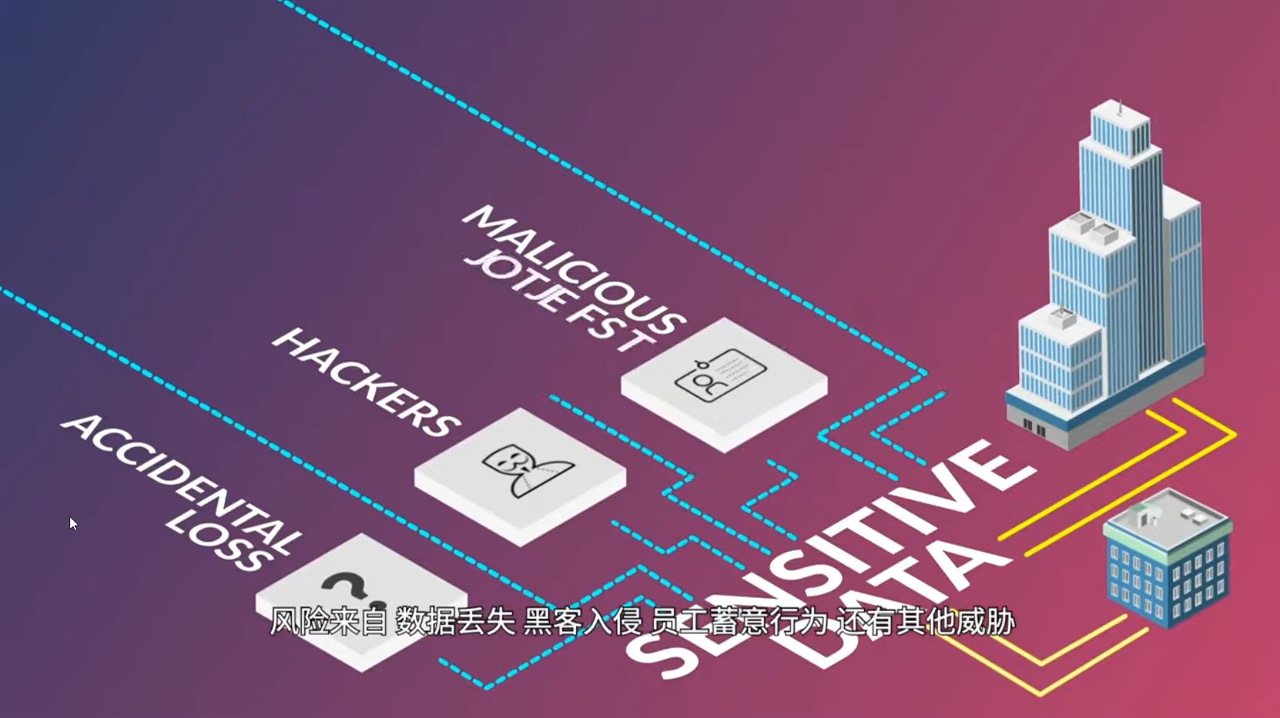 MALICIOUS
HACKERS
ACCIDENTAL
LOSS
SENSITIVE
DATA
风险来自 数据丢失 黑客入侵 员工蓄意行为 还有其他威胁